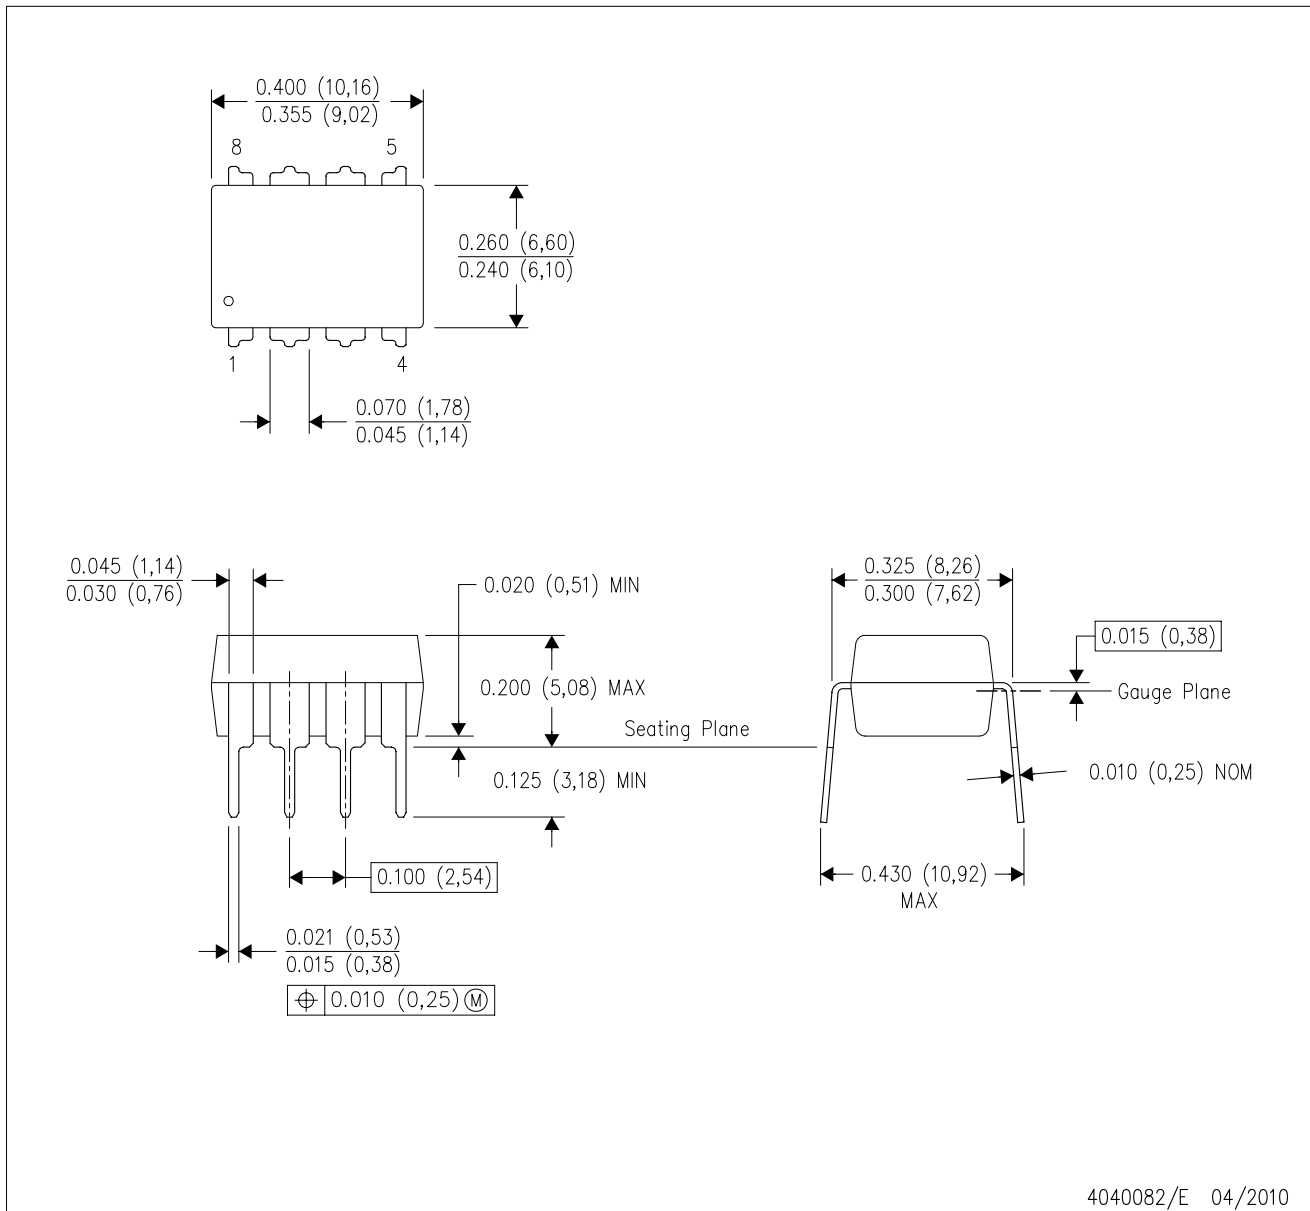 0.400 (10,16)
0.355 (9,02)
8
5
0.260 (6,60)
0.240 (6,10)
1
4
0.070 (1,78)
0.045 (1,14)
0.045 (1,14)
0.030 (0,76)
0.020 (0,51) MIN
0.200 (5,08) MAX
Seating Plane
0.125 (3,18) MIN
0.100 (2,54)
0.021 (0,53)
0.015 (0,38)
⌖ 0.010 (0,25) Ⓜ
0.325 (8,26)
0.300 (7,62)
0.015 (0,38)
Gauge Plane
0.010 (0,25) NOM
0.430 (10,92)
MAX
4040082/E 04/2010